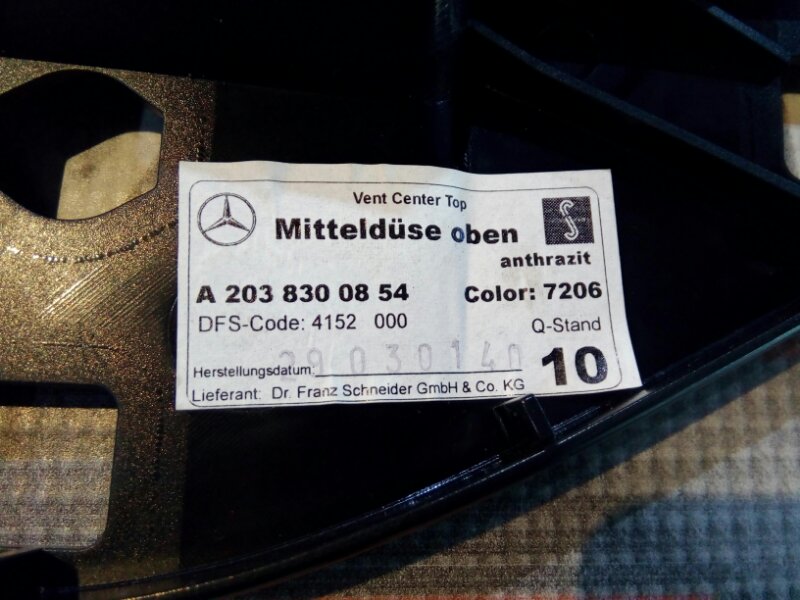 Vent Center Top
Mitteldüse oben
anthrazit
A 203 830 08 54 Color: 7206
DFS-Code: 4152 000 Q-Stand
Herstellungsdatum: 29030140 10
Lieferant: Dr. Franz Schneider GmbH & Co. KG